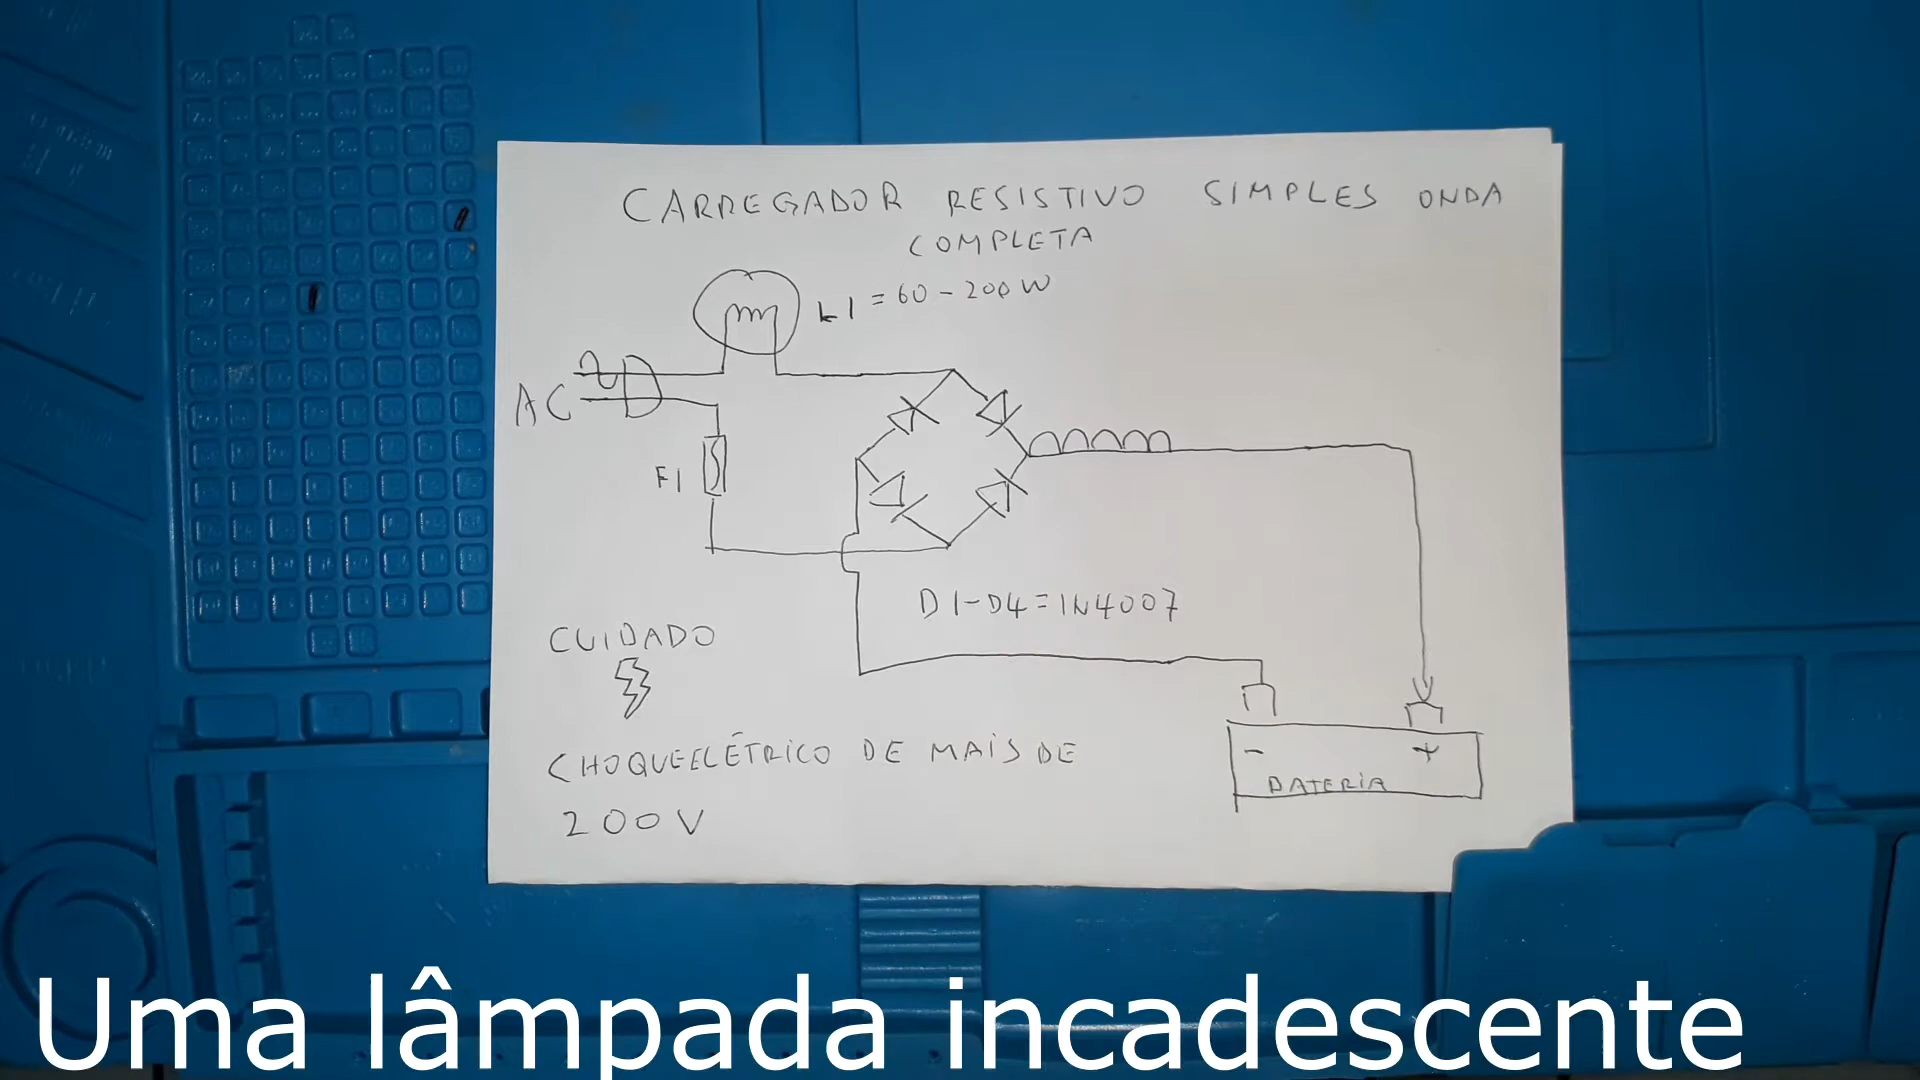 CARREGADOR RESISTIVO SIMPLES ONDA
COMPLETA
L1 = 60 - 200 W
AC
F1
D1-D4 = 1N4007
CUIDADO
CHOQUE ELÉTRICO DE MAIS DE
200V
- +
BATERIA
Uma lâmpada incadescente